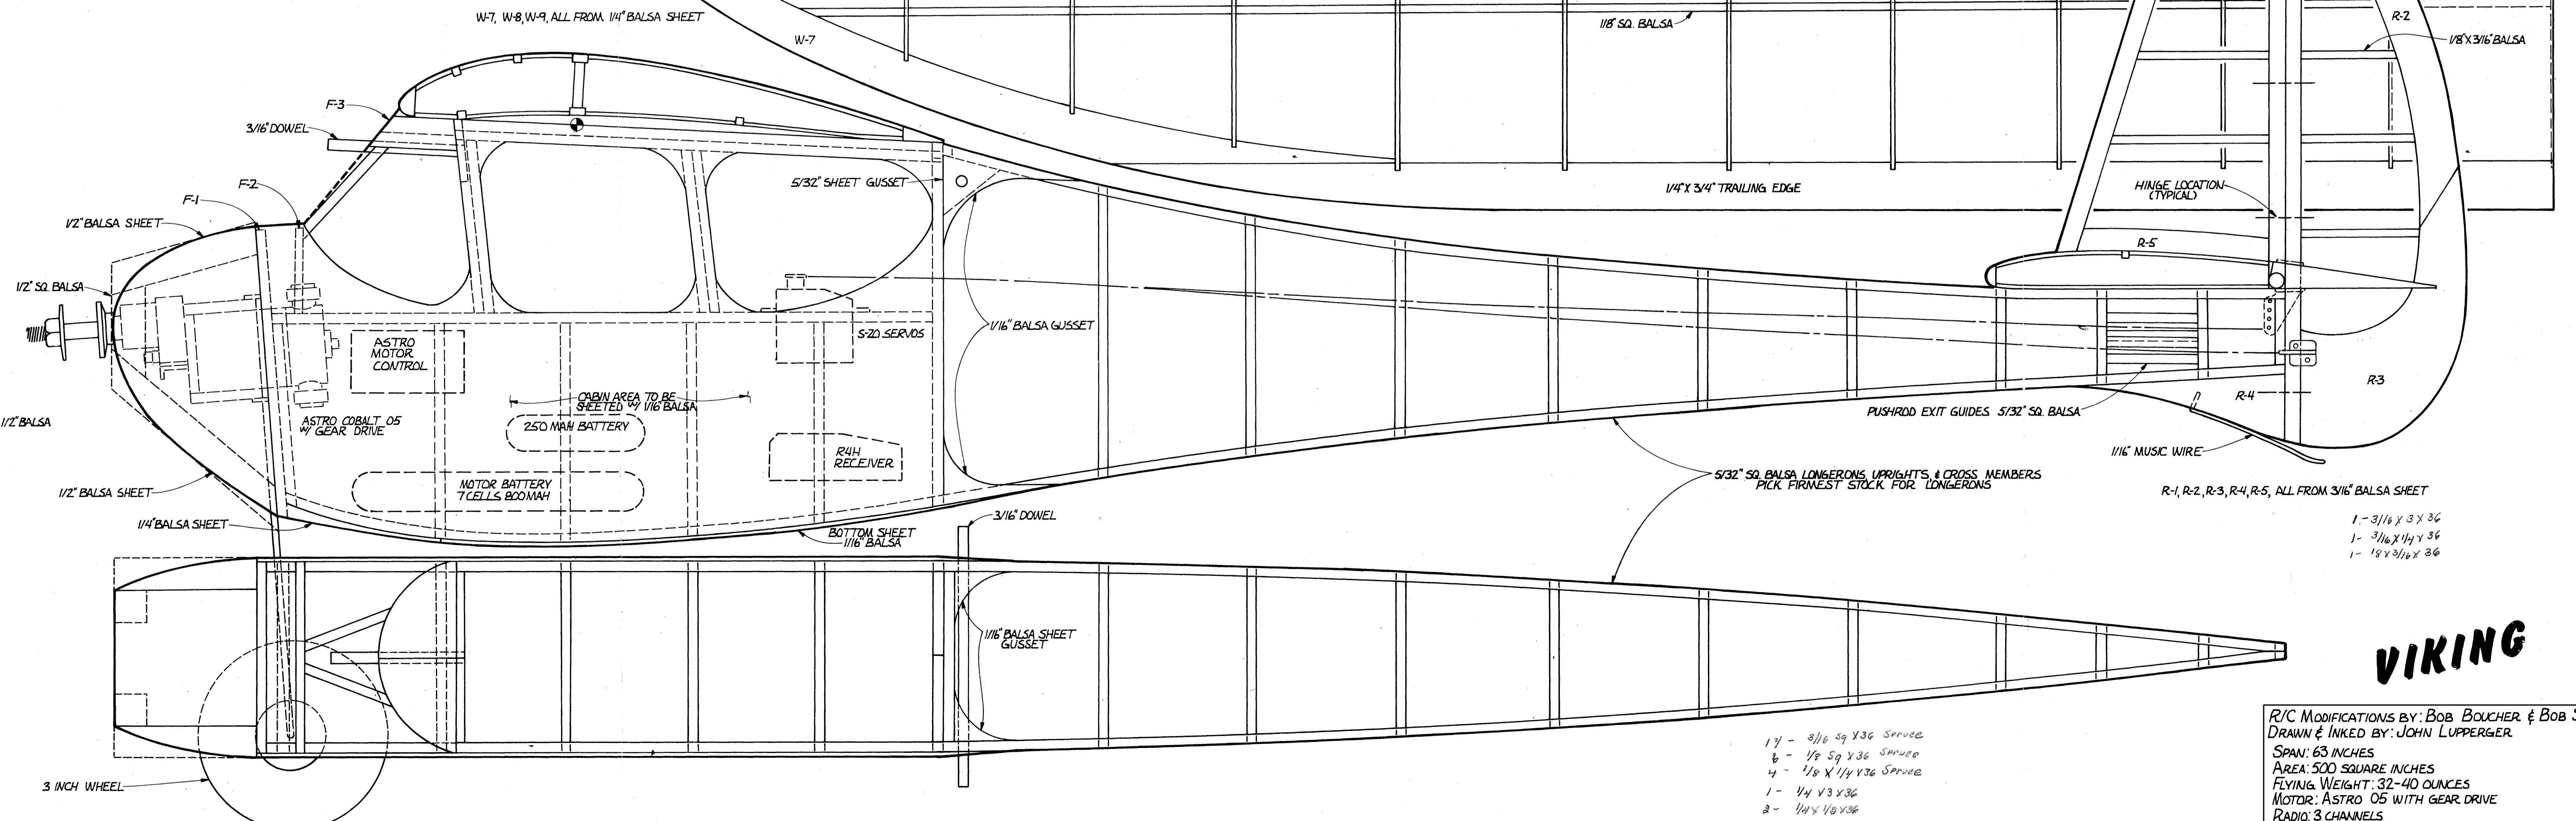 W-7, W-8, W-9, ALL FROM 1/4" BALSA SHEET
W-7
1/8" SQ. BALSA
R-2
1/8"X3/16" BALSA
F-3
3/16" DOWEL
F-2
F-1
1/2" BALSA SHEET
1/2" SQ. BALSA
1/2" BALSA
5/32" SHEET GUSSET
1/4" X 3/4" TRAILING EDGE
HINGE LOCATION
(TYPICAL)
R-5
ASTRO
MOTOR
CONTROL
S-20 SERVOS
1/16" BALSA GUSSET
CABIN AREA TO BE
SHEETED W/ 1/16 BALSA
ASTRO COBALT 05
W/ GEAR DRIVE
250 MAH BATTERY
R4H
RECEIVER
MOTOR BATTERY
7 CELLS 800 MAH
R-3
R-4
PUSHROD EXIT GUIDES 5/32" SQ. BALSA
1/16" MUSIC WIRE
1/2" BALSA SHEET
1/4" BALSA SHEET
BOTTOM SHEET
1/16" BALSA
3/16" DOWEL
5/32" SQ. BALSA LONGERONS, UPRIGHTS, & CROSS MEMBERS
PICK FIRMEST STOCK FOR LONGERONS
R-1, R-2, R-3, R-4, R-5, ALL FROM 3/16" BALSA SHEET
1 - 3/16 X 3 X 36
1 - 3/16 X 1/4 X 36
1 - 1/8 X 3/16 X 36
1/16" BALSA SHEET
GUSSET
3 INCH WHEEL
3/16 Sq X 36 Spruce
1/8 Sq X 36 Spruce
4 - 1/8 X 1/4 X 36 Spruce
1 - 1/4 X 3 X 36
2 - 1/4 X 1/2 X 36
VIKING
R/C MODIFICATIONS BY: BOB BOUCHER & BOB
DRAWN & INKED BY: JOHN LUPPERGER
SPAN: 63 INCHES
AREA: 500 SQUARE INCHES
FLYING WEIGHT: 32-40 OUNCES
MOTOR: ASTRO 05 WITH GEAR DRIVE
RADIO: 3 CHANNELS